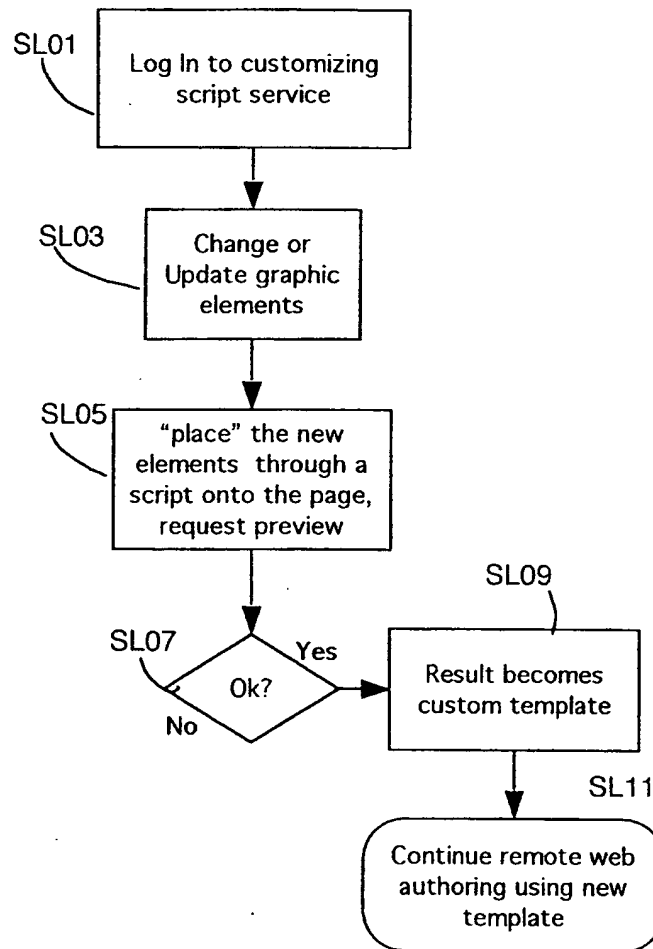 SL01
Log In to customizing
script service
SL03
Change or
Update graphic
elements
SL05
“place” the new
elements through a
script onto the page,
request preview
SL07
Ok?
Yes
No
SL09
Result becomes
custom template
SL11
Continue remote web
authoring using new
template